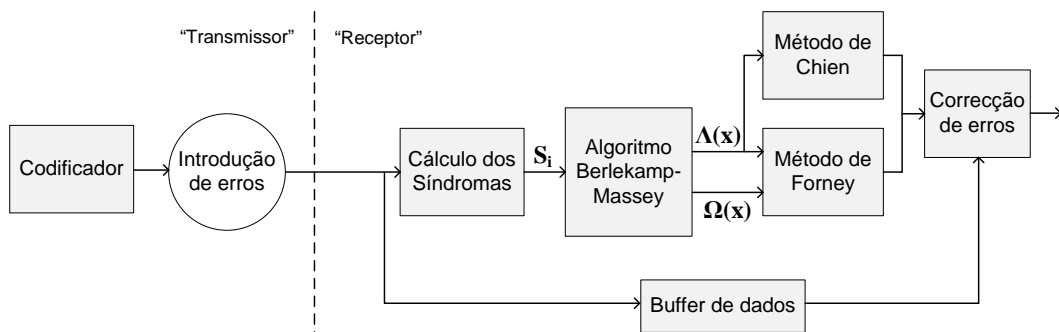 “Transmissor”
“Receptor”
Codificador
Introdução
de erros
Cálculo dos
Síndromas
Si
Algoritmo
Berlekamp-
Massey
Λ(x)
Ω(x)
Método de
Chien
Método de
Forney
Correcção
de erros
Buffer de dados